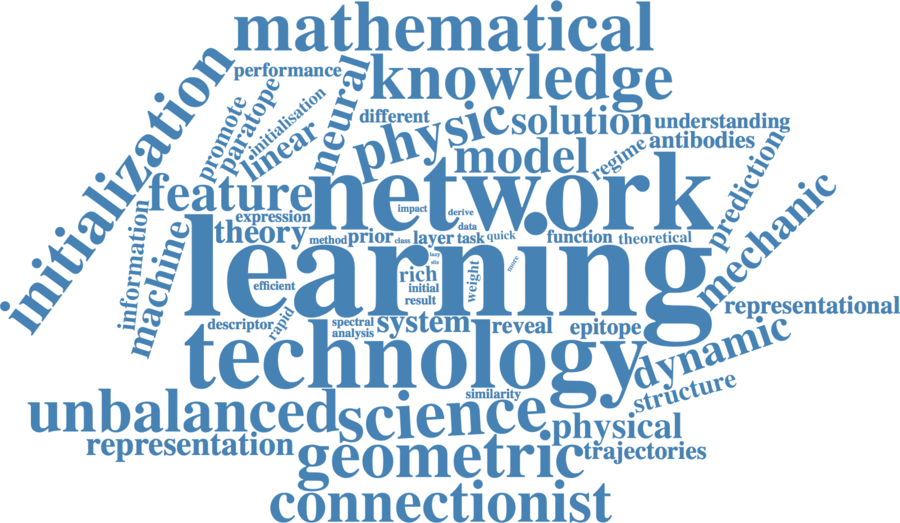 mathematical
performance
knowledge
initialization
promote
paratope
initialisation
linear
neural
different
physic
solution
understanding
antibodies
regime
model
predictions
feature
network
impact
derive
data
expression
theory
method
prior
class
layer
task
quick
function
theoretical
mechanic
information
machine
learning
efficient
lazy
site
rich
initial
result
weight
more
representational
descriptor
rapid
spectral
analysis
system
reveal
epitope
technology
dynamic
structure
similarity
unbalanced
science
physical
representation
geometric
trajectories
connectionist